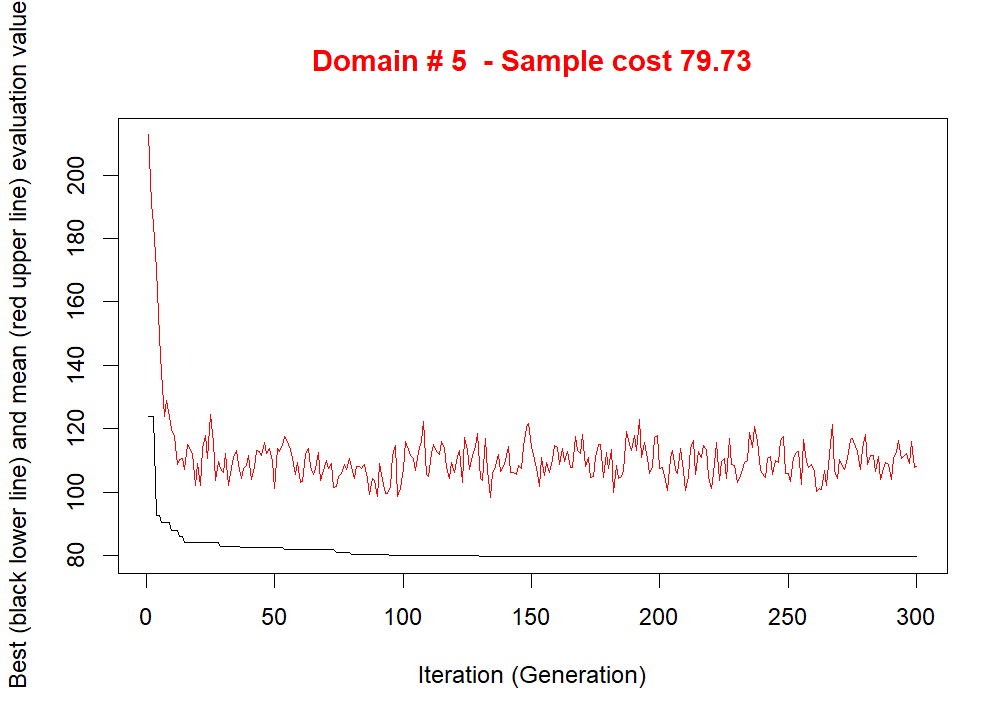 Domain # 5 - Sample cost 79.73
Best (black lower line) and mean (red upper line) evaluation value
200
180
160
140
120
100
80
0 50 100 150 200 250 300
Iteration (Generation)